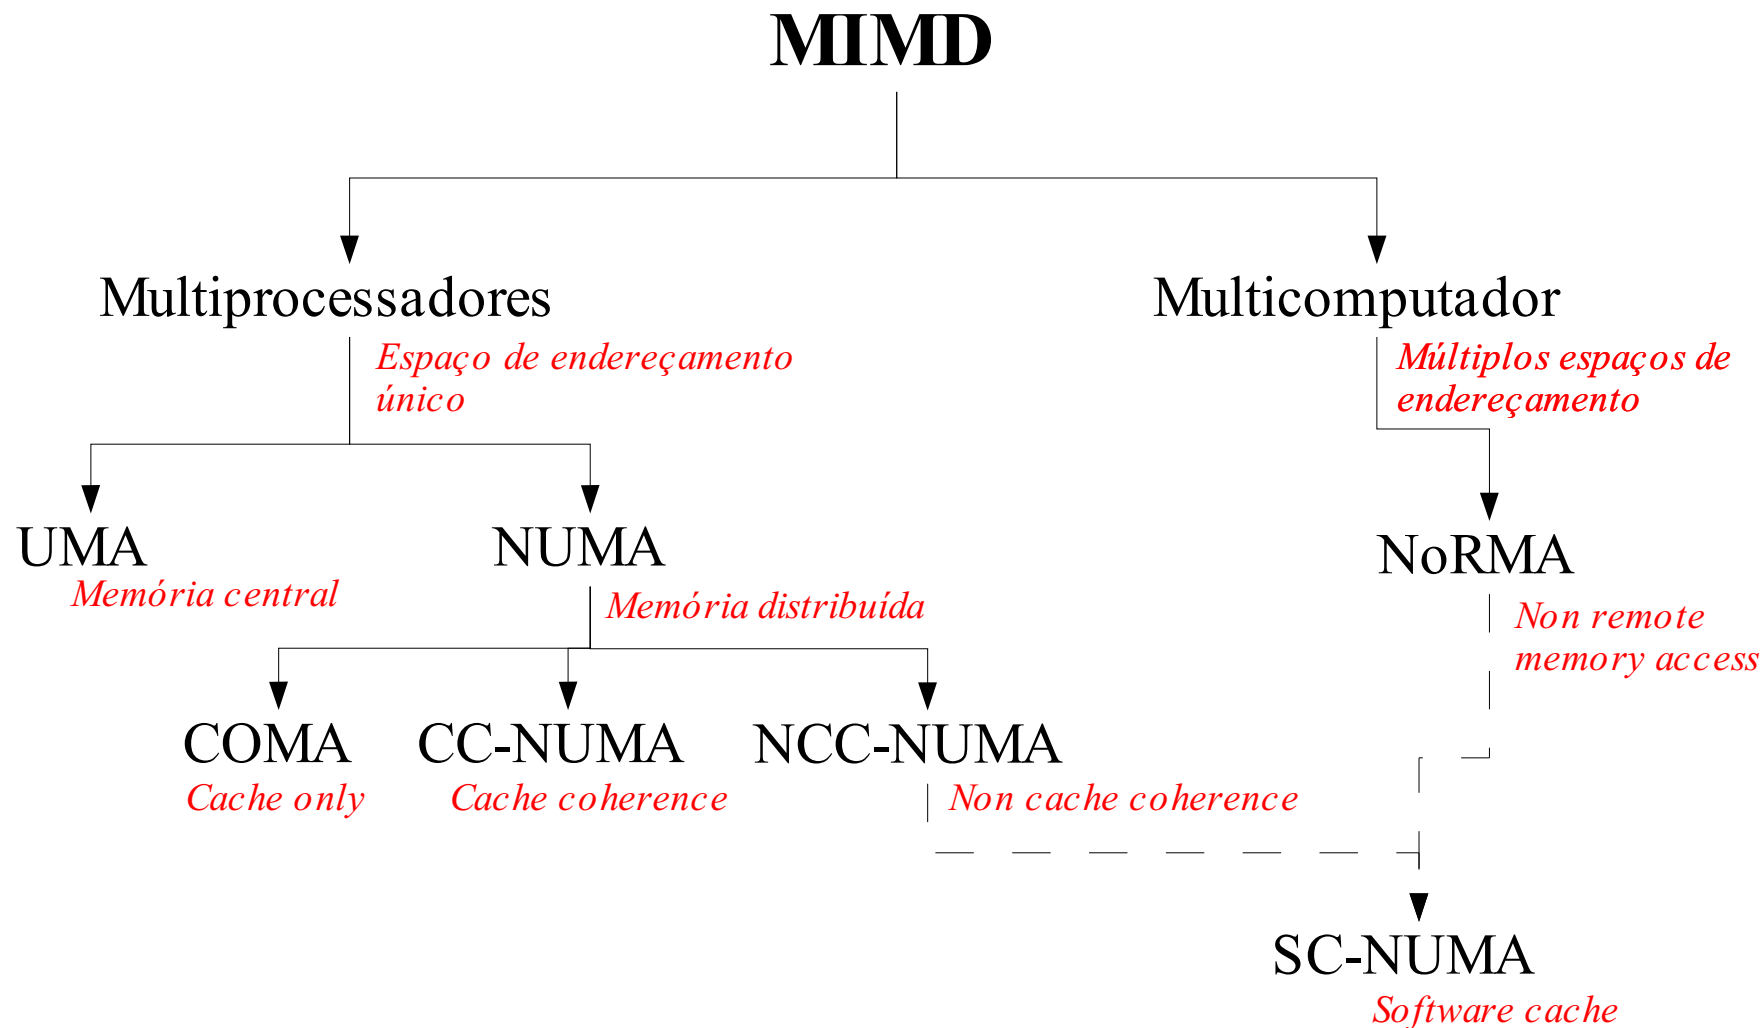 MIMD
Multiprocessadores
Multicomputador
Espaço de endereçamento
único
Múltiplos espaços de
endereçamento
UMA
NUMA
NoRMA
Memória central
Memória distribuída
Non remote
memory access
COMA
CC-NUMA
NCC-NUMA
Cache only
Cache coherence
Non cache coherence
SC-NUMA
Software cache